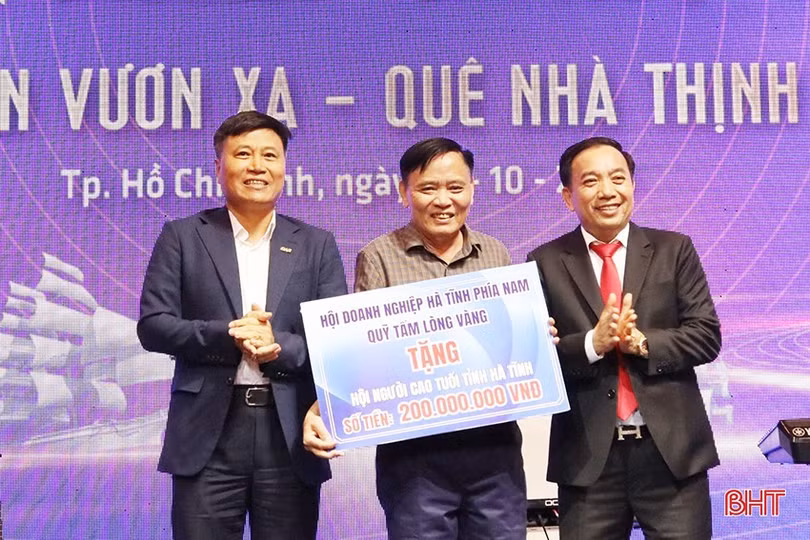 N VƯƠN XA – QUÊ NHÀ THỊNH
Tp. Hồ Chí Minh, ngày - 10 -
HỘI DOANH NGHIỆP HÀ TĨNH PHÍA NAM
QUỸ TẤM LÒNG VÀNG
TẶNG
HỘI NGƯỜI CAO TUỔI TỈNH HÀ TĨNH
SỐ TIỀN: 200.000.000 VNĐ
BHT